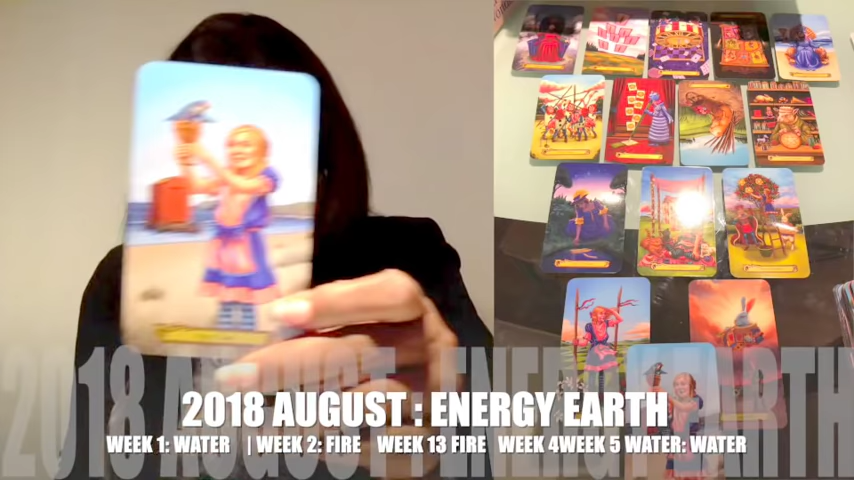 2018 AUGUST : ENERGY EARTH
2018 AUGUST : ENERGY EARTH
WEEK 1: WATER | WEEK 2: FIRE WEEK 13 FIRE WEEK 4WEEK 5 WATER: WATER